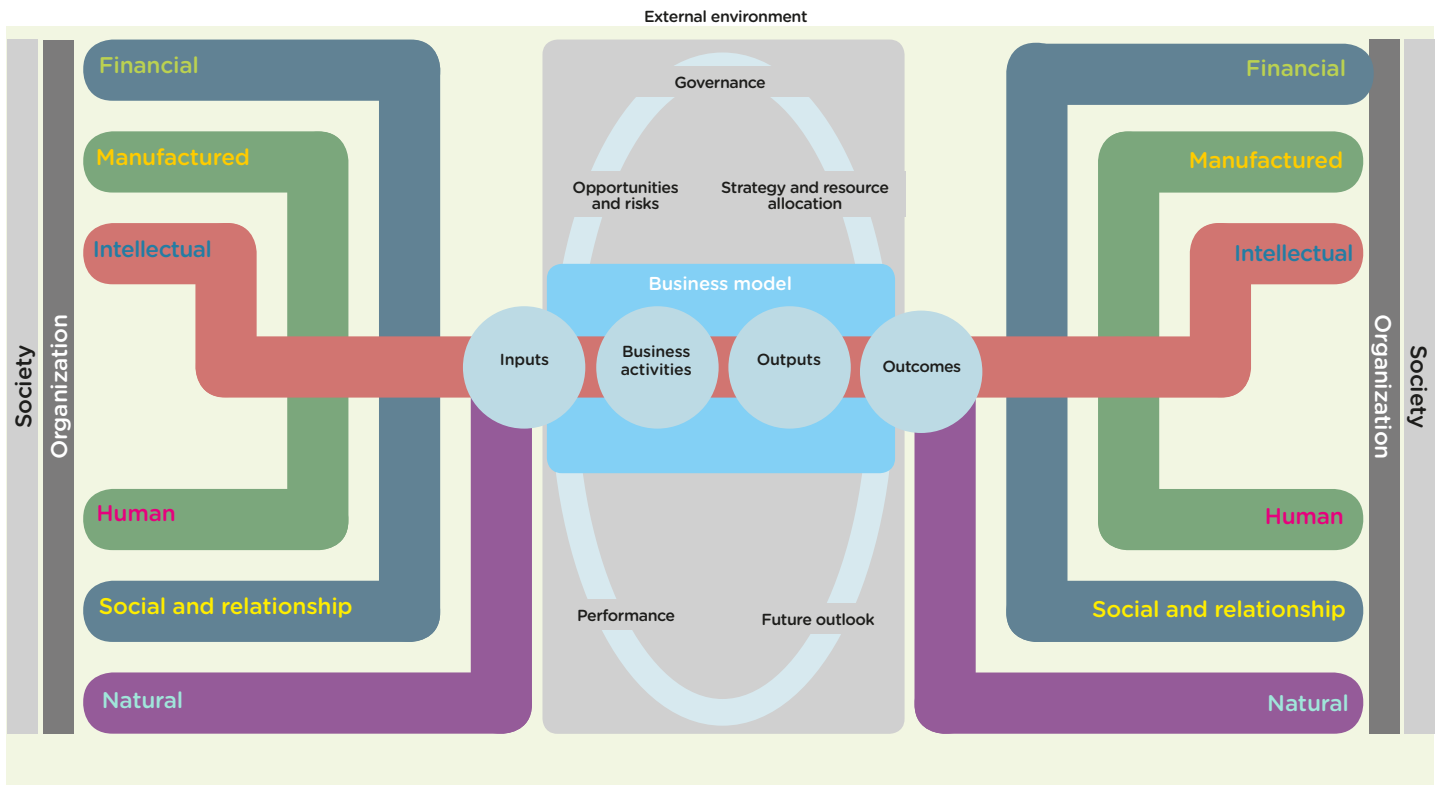 External environment
Society
Organization
Financial
Manufactured
Intellectual
Human
Social and relationship
Natural
Governance
Opportunities
and risks
Strategy and resource
allocation
Business model
Inputs
Business
activities
Outputs
Outcomes
Performance
Future outlook
Financial
Manufactured
Intellectual
Human
Social and relationship
Natural
Organization
Society